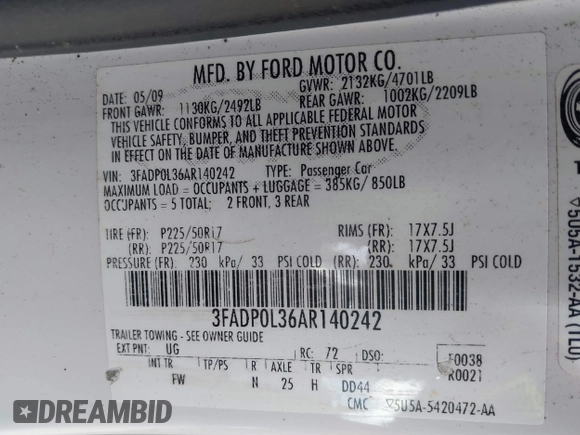 MFD. BY FORD MOTOR CO.
DATE: 05/09
GVWR: 2132KG/4701LB
FRONT GAWR: 1130KG/2492LB
REAR GAWR: 1002KG/2209LB
THIS VEHICLE CONFORMS TO ALL APPLICABLE FEDERAL MOTOR
VEHICLE SAFETY, BUMPER, AND THEFT PREVENTION STANDARDS
IN EFFECT ON THE DATE OF MANUFACTURE SHOWN ABOVE.
VIN: 3FADP0L36AR140242 TYPE: Passenger Car
MAXIMUM LOAD = OCCUPANTS + LUGGAGE = 385KG/850LB
OCCUPANTS = 5 TOTAL: 2 FRONT, 3 REAR
TIRE (FR): P225/50R17 RIMS (FR): 17X7.5J
(RR): P225/50R17 (RR): 17X7.5J
PRESSURE (FR): 230 kPa/ 33 PSI COLD (RR): 230 kPa/ 33 PSI COLD
3FADP0L36AR140242
TRAILER TOWING - SEE OWNER GUIDE
EXT PNT: UG RC: 72 DSO: F0038
INT TR TP/PS R AXLE TR SPR R0021
FW N 25 H DD44
CMC ▽5U5A-5420472-AA
▽5U5A-1532-AA (1LO)
RIDESAFELY